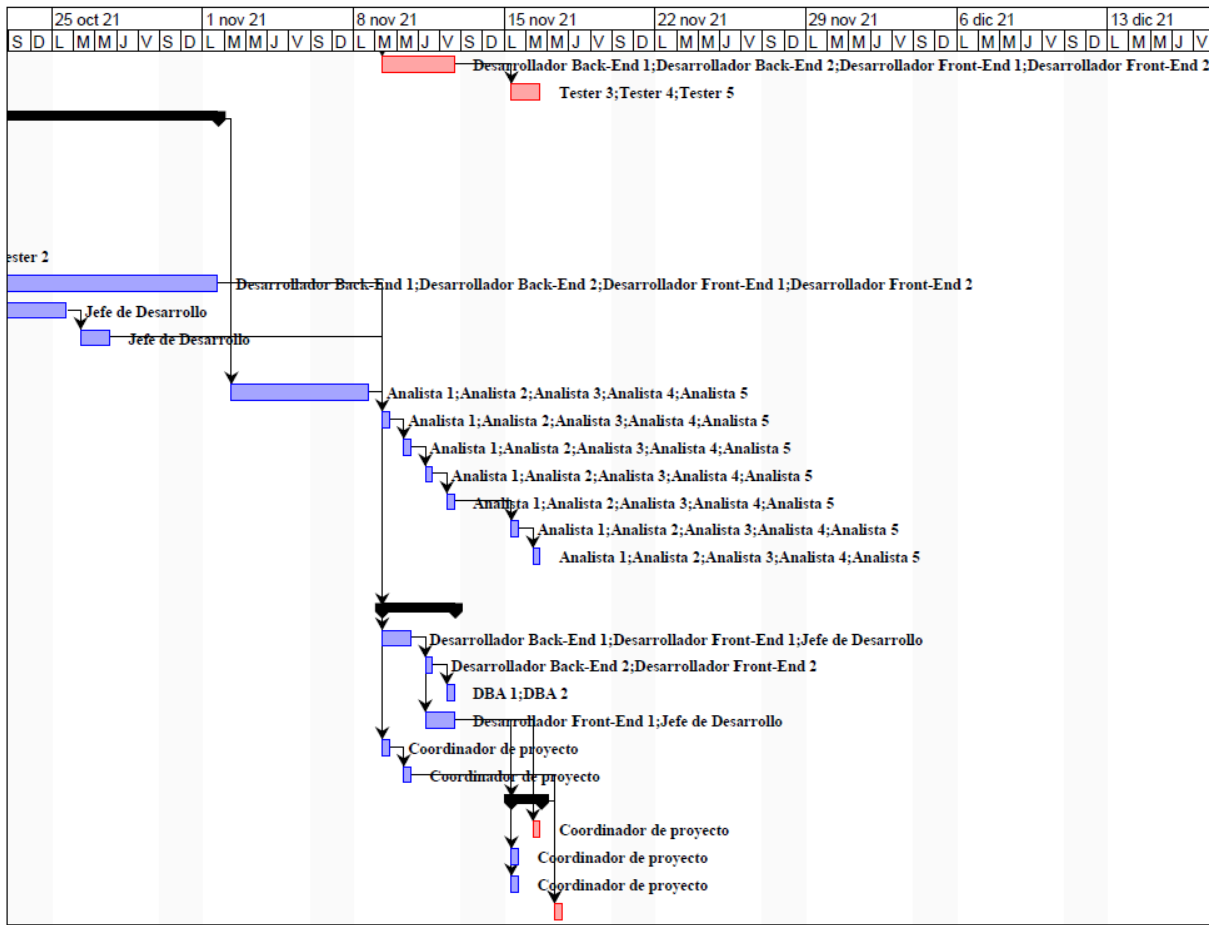 25 oct 21 1 nov 21 8 nov 21 15 nov 21 22 nov 21 29 nov 21 6 dic 21 13 dic 21
S D L M M J V S D L M M J V S D L M M J V S D L M M J V S D L M M J V S D L M M J V S D L M M J V S D L M M J V
Desarrollador Back-End 1;Desarrollador Back-End 2;Desarrollador Front-End 1;Desarrollador Front-End 2
Tester 3;Tester 4;Tester 5
ester 2
Desarrollador Back-End 1;Desarrollador Back-End 2;Desarrollador Front-End 1;Desarrollador Front-End 2
Jefe de Desarrollo
Jefe de Desarrollo
Analista 1;Analista 2;Analista 3;Analista 4;Analista 5
Analista 1;Analista 2;Analista 3;Analista 4;Analista 5
Analista 1;Analista 2;Analista 3;Analista 4;Analista 5
Analista 1;Analista 2;Analista 3;Analista 4;Analista 5
Analista 1;Analista 2;Analista 3;Analista 4;Analista 5
Analista 1;Analista 2;Analista 3;Analista 4;Analista 5
Analista 1;Analista 2;Analista 3;Analista 4;Analista 5
Desarrollador Back-End 1;Desarrollador Front-End 1;Jefe de Desarrollo
Desarrollador Back-End 2;Desarrollador Front-End 2
DBA 1;DBA 2
Desarrollador Front-End 1;Jefe de Desarrollo
Coordinador de proyecto
Coordinador de proyecto
Coordinador de proyecto
Coordinador de proyecto
Coordinador de proyecto